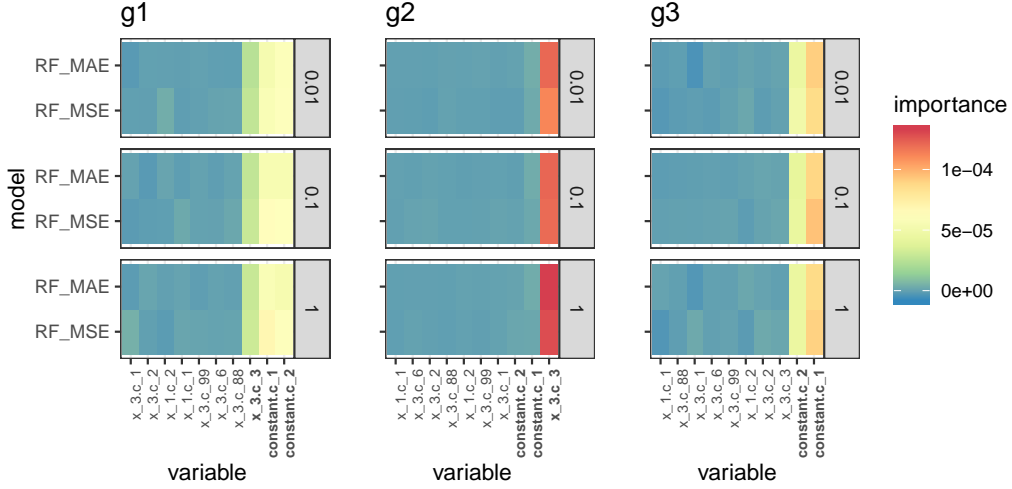 g1
g2
g3
model
RF_MAE
RF_MSE
0.01
0.01
0.01
RF_MAE
RF_MSE
0.1
0.1
0.1
RF_MAE
RF_MSE
1
1
1
x_3.c_1
x_3.c_2
x_1.c_2
x_1.c_1
x_3.c_99
x_3.c_6
x_3.c_88
x_3.c_3
constant.c_1
constant.c_2
x_1.c_1
x_3.c_6
x_3.c_2
x_3.c_88
x_1.c_2
x_3.c_99
x_3.c_1
constant.c_2
constant.c_1
x_3.c_3
x_1.c_1
x_3.c_88
x_3.c_1
x_3.c_6
x_3.c_99
x_1.c_2
x_3.c_2
x_3.c_3
constant.c_2
constant.c_1
variable
variable
variable
importance
1e−04
5e−05
0e+00